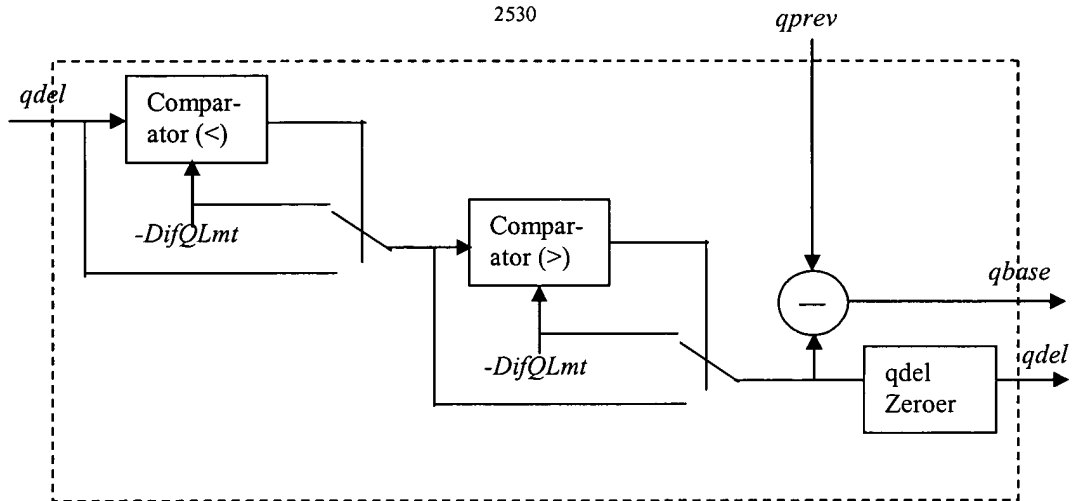 2530
qprev
qdel
Compar-
ator (<)
-DifQLmt
Compar-
ator (>)
-DifQLmt
—
qbase
qdel
qdel
Zeroer